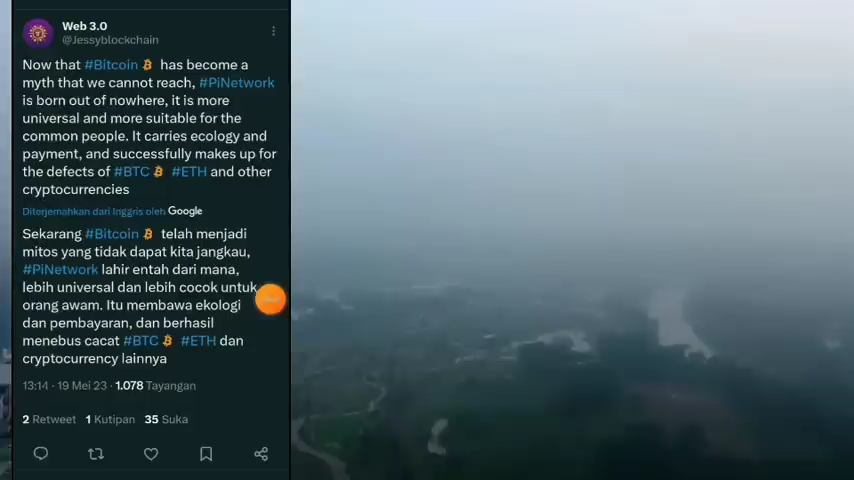 Web 3.0
@Jessyblockchain
Now that #Bitcoin has become a
myth that we cannot reach, #PiNetwork
is born out of nowhere, it is more
universal and more suitable for the
common people. It carries ecology and
payment, and successfully makes up for
the defects of #BTC #ETH and other
cryptocurrencies
Diterjemahkan dari Inggris oleh Google
Sekarang #Bitcoin telah menjadi
mitos yang tidak dapat kita jangkau,
#PiNetwork lahir entah dari mana,
lebih universal dan lebih cocok untuk
orang awam. Itu membawa ekologi
dan pembayaran, dan berhasil
menebus cacat #BTC #ETH dan
cryptocurrency lainnya
13:14 · 19 Mei 23 · 1.078 Tayangan
2 Retweet 1 Kutipan 35 Suka